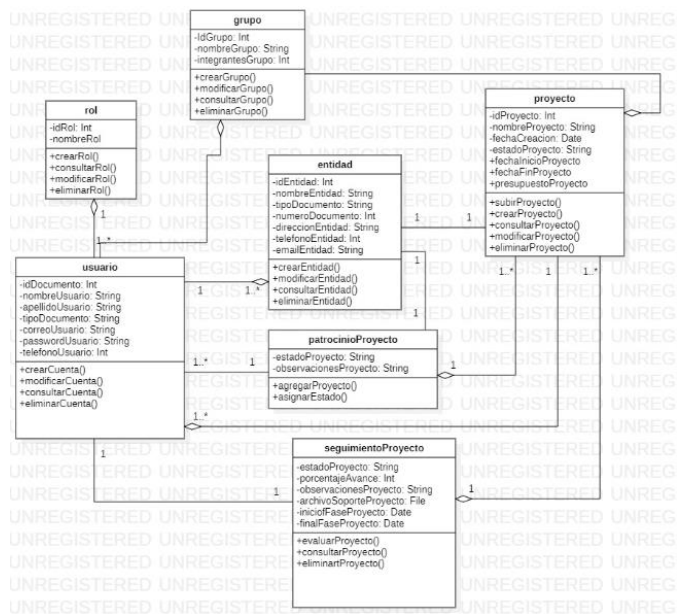 grupo
-IdGrupo: Int
-nombreGrupo: String
-integrantesGrupo: Int
+crearGrupo()
+modificarGrupo()
+consultarGrupo()
+eliminarGrupo()
rol
-idRol: Int
-nombreRol
+crearRol()
+consultarRol()
+modificarRol()
+eliminarRol()
1
1..*
proyecto
-idProyecto: Int
-nombreProyecto: String
-fechaCreacion: Date
-estadoProyecto: String
+fechaInicioProyecto
+fechaFinProyecto
+presupuestoProyecto
+subirProyecto()
+crearProyecto()
+consultarProyecto()
+modificarProyecto()
+eliminarProyecto()
1..*
1
1..*
entidad
-idEntidad: Int
-nombreEntidad: String
-tipoDocumento: String
-numeroDocumento: Int
-direccionEntidad: String
-telefonoEntidad: Int
-emailEntidad: String
+crearEntidad()
+modificarEntidad()
+consultarEntidad()
+eliminarEntidad()
1
1
1
1
usuario
-idDocumento: Int
-nombreUsuario: String
-apellidoUsuario: String
-tipoDocumento: String
-correoUsuario: String
-passwordUsuario: String
-telefonoUsuario: Int
+crearCuenta()
+modificarCuenta()
+consultarCuenta()
+eliminarCuenta()
1
1..*
1..*
1
1..*
1
patrocinioProyecto
-estadoProyecto: String
-observacionesProyecto: String
+agregarProyecto()
+asignarEstado()
1
seguimientoProyecto
-estadoProyecto: String
-porcentajeAvance: Int
-observacionesProyecto: String
-archivoSoporteProyecto: File
-iniciofFaseProyecto: Date
-finalFaseProyecto: Date
+evaluarProyecto()
+consultarProyecto()
+eliminartProyecto()
1
1
UNREGISTERED